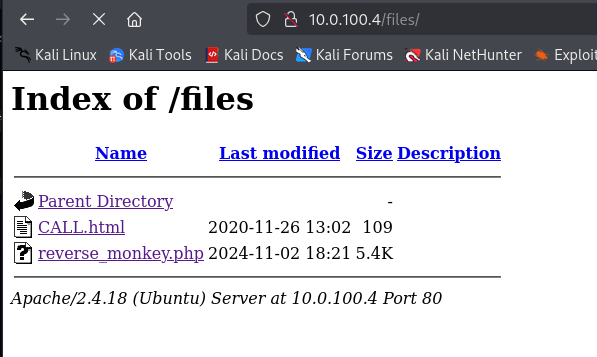 10.0.100.4/files/
Kali Linux Kali Tools Kali Docs Kali Forums Kali NetHunter Exploit
Index of /files
Name Last modified Size Description
Parent Directory -
CALL.html 2020-11-26 13:02 109
reverse_monkey.php 2024-11-02 18:21 5.4K
Apache/2.4.18 (Ubuntu) Server at 10.0.100.4 Port 80